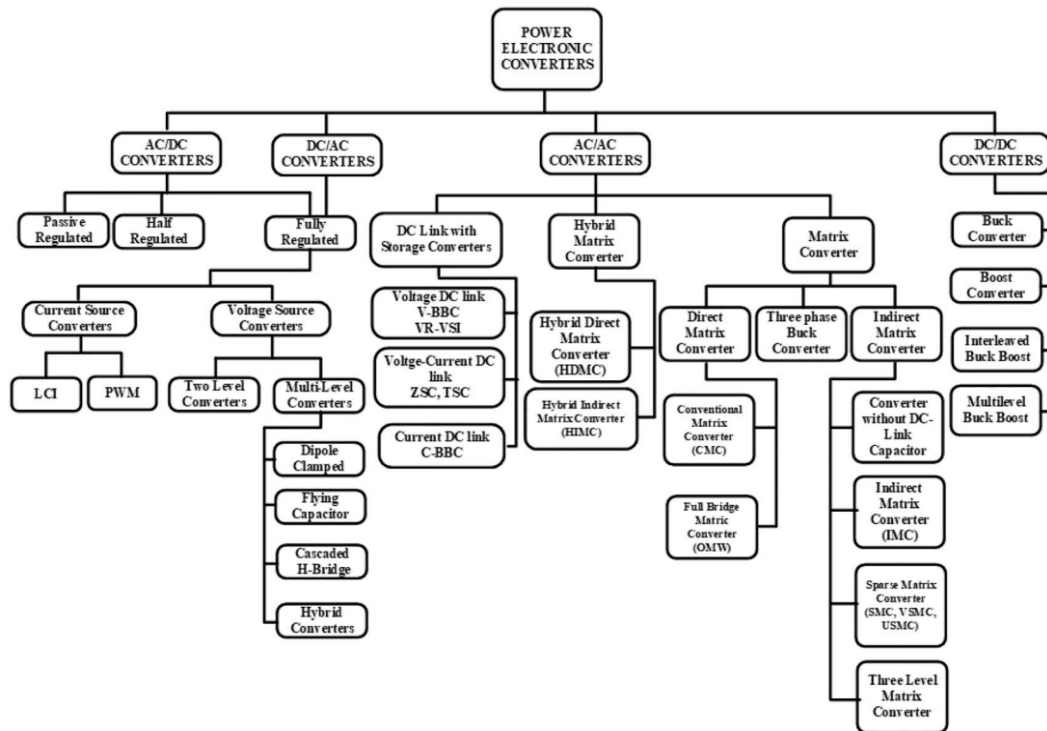 POWER
ELECTRONIC
CONVERTERS
AC/DC
CONVERTERS
DC/AC
CONVERTERS
AC/AC
CONVERTERS
DC/DC
CONVERTERS
Passive
Regulated
Half
Regulated
Fully
Regulated
DC Link with
Storage Converters
Hybrid
Matrix
Converter
Matrix
Converter
Buck
Converter
Boost
Converter
Interleaved
Buck Boost
Multilevel
Buck Boost
Current Source
Converters
Voltage Source
Converters
LCI
PWM
Two Level
Converters
Multi-Level
Converters
Dipole
Clamped
Flying
Capacitor
Cascaded
H-Bridge
Hybrid
Converters
Voltage DC link
V-BBC
VR-VSI
Voltge-Current DC
link
ZSC, TSC
Current DC link
C-BBC
Hybrid Direct
Matrix
Converter
(HDMC)
Hybrid Indirect
Matrix Converter
(HIMC)
Direct
Matrix
Converter
Three phase
Buck
Converter
Indirect
Matrix
Converter
Conventional
Matrix
Converter
(CMC)
Full Bridge
Matric
Converter
(OMW)
Converter
without DC-
Link
Capacitor
Indirect
Matrix
Converter
(IMC)
Sparse Matrix
Converter
(SMC, VSMC,
USMC)
Three Level
Matrix
Converter